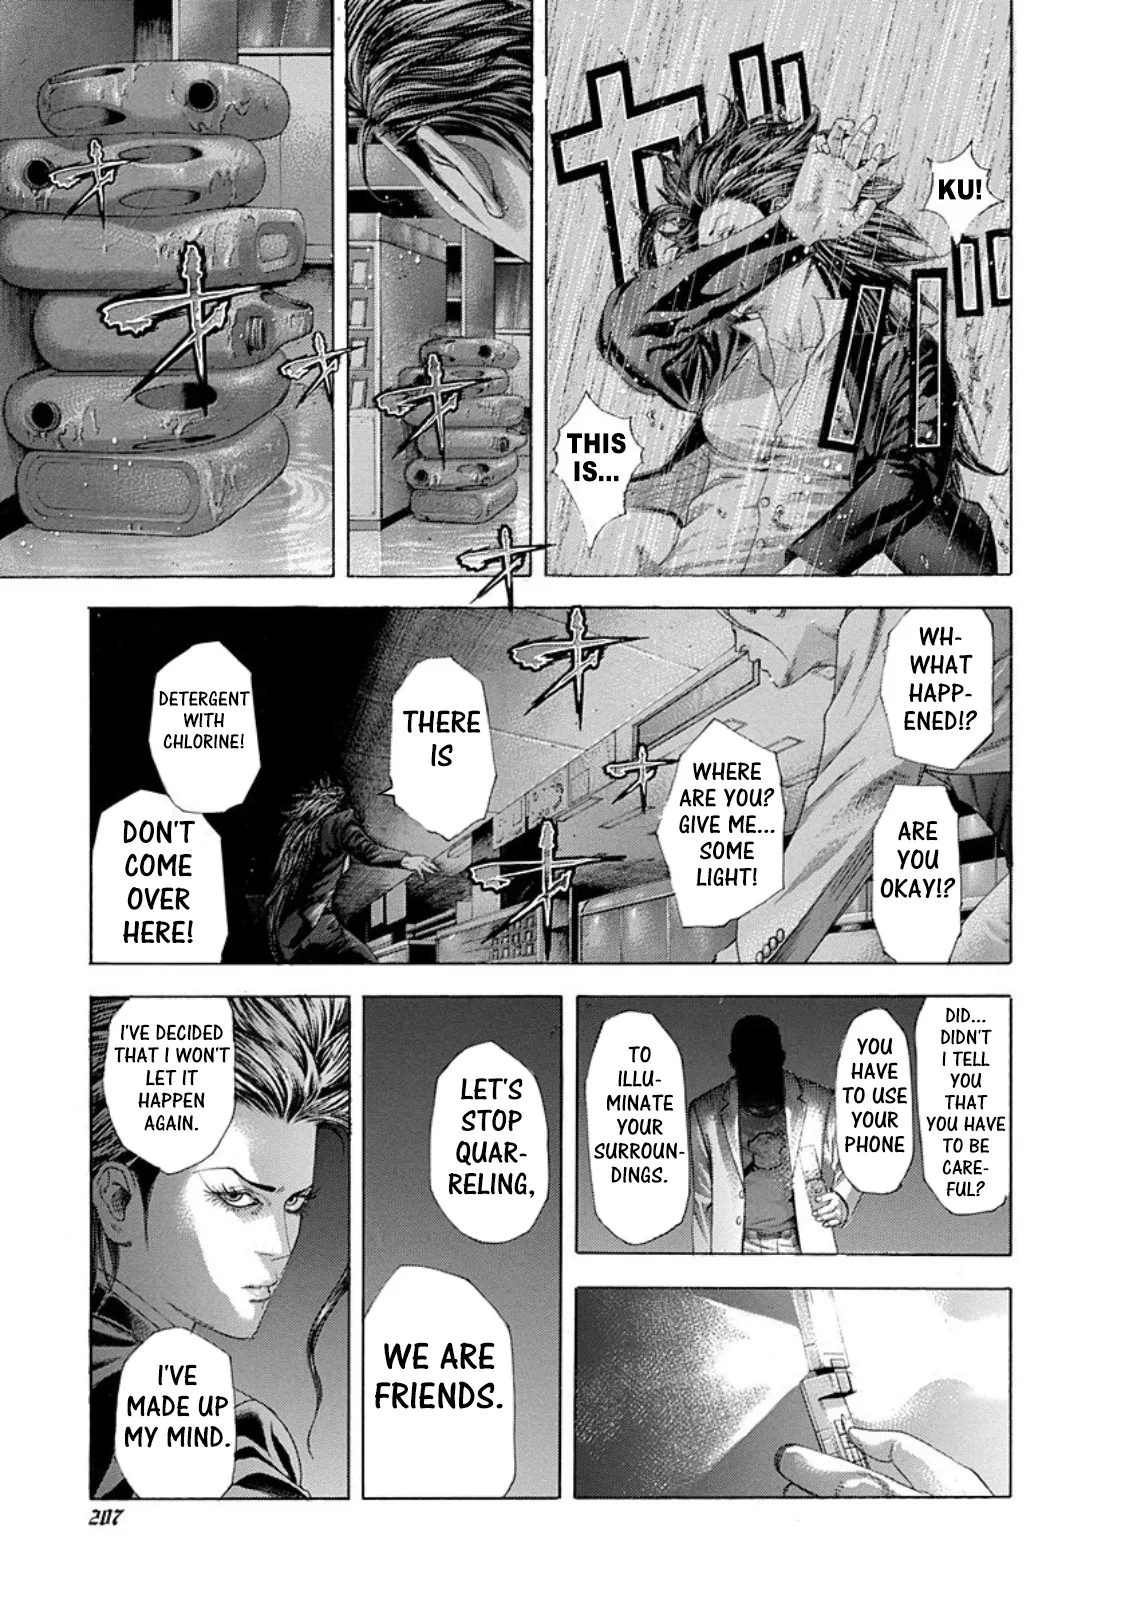 KU!
THIS
IS...
WH-
WHAT
HAPP-
ENED!?
ARE
YOU
OKAY!?
WHERE
ARE YOU?
GIVE ME...
SOME
LIGHT!
THERE
IS
DETERGENT
WITH
CHLORINE!
DON'T
COME
OVER
HERE!
DID...
DIDN'T
I TELL
YOU
THAT
YOU HAVE
TO BE
CARE-
FUL?
YOU
HAVE
TO USE
YOUR
PHONE
TO
ILLU-
MINATE
YOUR
SURROUN-
DINGS.
LET'S
STOP
QUAR-
RELING,
WE ARE
FRIENDS.
I'VE DECIDED
THAT I WON'T
LET IT
HAPPEN
AGAIN.
I'VE
MADE UP
MY MIND.
207